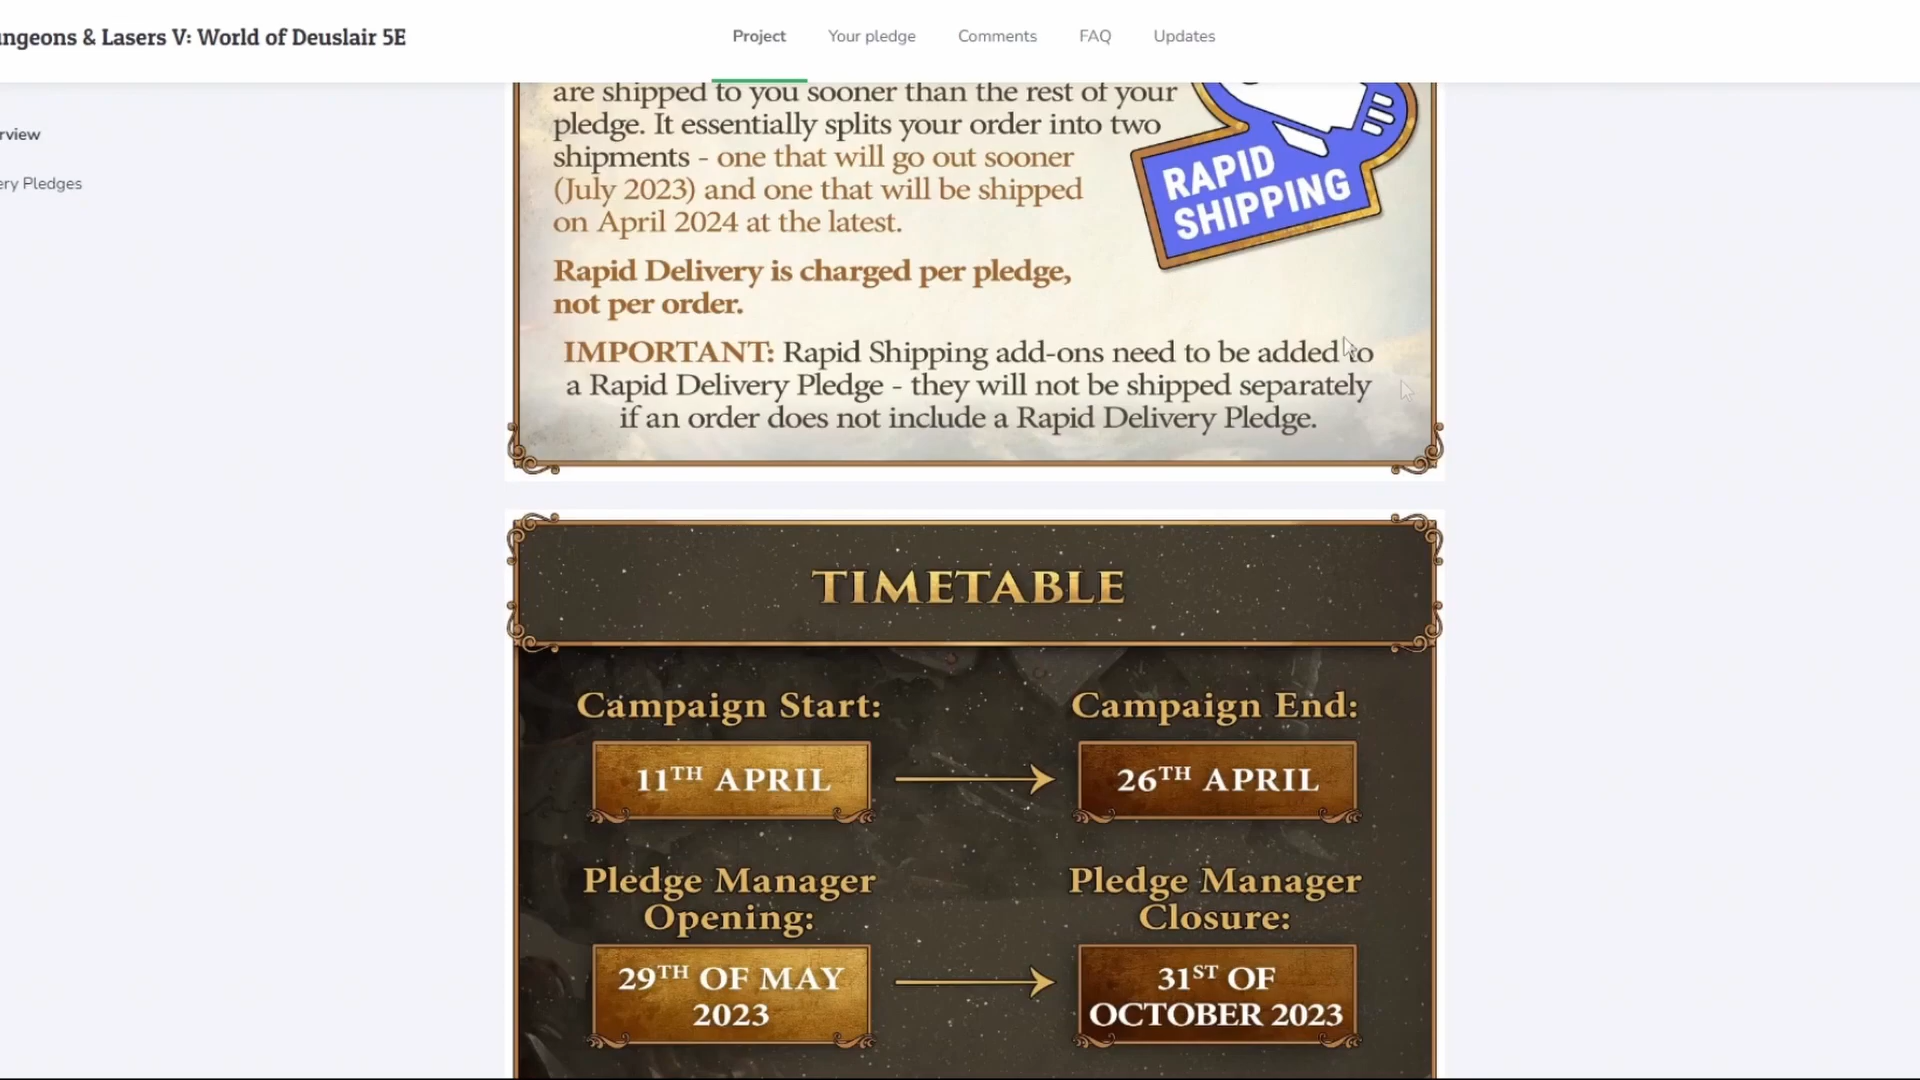 ngeons & Lasers V: World of Deuslair 5E
Project
Your pledge
Comments
FAQ
Updates
rview
ery Pledges
are shipped to you sooner than the rest of your
pledge. It essentially splits your order into two
shipments - one that will go out sooner
(July 2023) and one that will be shipped
on April 2024 at the latest.
RAPID
SHIPPING
Rapid Delivery is charged per pledge,
not per order.
IMPORTANT: Rapid Shipping add-ons need to be added to
a Rapid Delivery Pledge - they will not be shipped separately
if an order does not include a Rapid Delivery Pledge.
TIMETABLE
Campaign Start:
Campaign End:
11TH APRIL
26TH APRIL
Pledge Manager
Opening:
Pledge Manager
Closure:
29TH OF MAY
2023
31ST OF
OCTOBER 2023